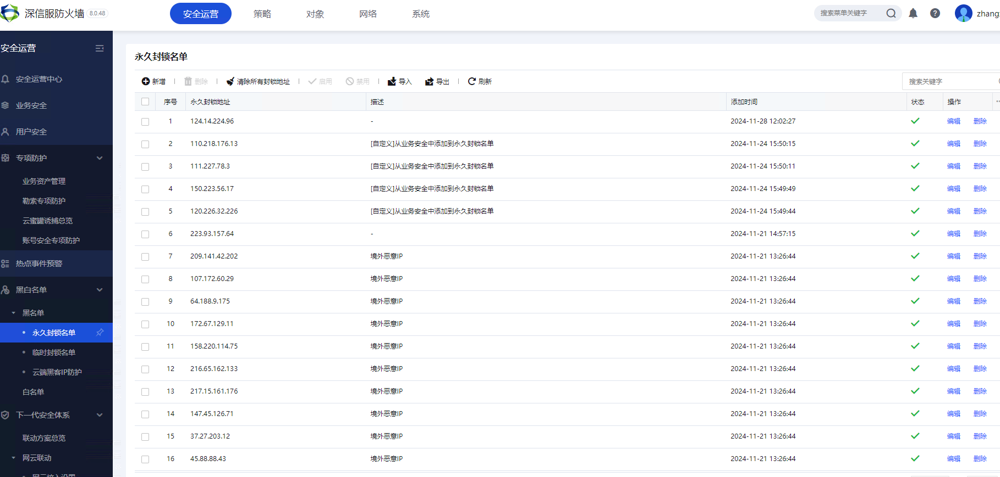 深信服防火墙 8.0.48 安全运营 策略 对象 网络 系统 搜索菜单关键字 zhang
安全运营
安全运营中心
业务安全
用户安全
专项防护
业务资产管理
勒索专项防护
云蜜罐诱捕总览
账号安全专项防护
热点事件预警
黑白名单
黑名单
永久封锁名单
临时封锁名单
云端黑客IP防护
白名单
下一代安全体系
联动方案总览
网云联动
网云接入设置
永久封锁名单
新增 删除 清除所有封锁地址 启用 禁用 导入 导出 刷新 搜索关键字
序号 永久封锁地址 描述 添加时间 状态 操作
1 124.14.224.96 - 2024-11-28 12:02:27 编辑 删除
2 110.218.176.13 [自定义]从业务安全中添加到永久封锁名单 2024-11-24 15:50:15 编辑 删除
3 111.227.78.3 [自定义]从业务安全中添加到永久封锁名单 2024-11-24 15:50:11 编辑 删除
4 150.223.56.17 [自定义]从业务安全中添加到永久封锁名单 2024-11-24 15:49:49 编辑 删除
5 120.226.32.226 [自定义]从业务安全中添加到永久封锁名单 2024-11-24 15:49:44 编辑 删除
6 223.93.157.64 - 2024-11-21 14:57:15 编辑 删除
7 209.141.42.202 境外恶意IP 2024-11-21 13:26:44 编辑 删除
8 107.172.60.29 境外恶意IP 2024-11-21 13:26:44 编辑 删除
9 64.188.9.175 境外恶意IP 2024-11-21 13:26:44 编辑 删除
10 172.67.129.11 境外恶意IP 2024-11-21 13:26:44 编辑 删除
11 158.220.114.75 境外恶意IP 2024-11-21 13:26:44 编辑 删除
12 216.65.162.133 境外恶意IP 2024-11-21 13:26:44 编辑 删除
13 217.15.161.176 境外恶意IP 2024-11-21 13:26:44 编辑 删除
14 147.45.126.71 境外恶意IP 2024-11-21 13:26:44 编辑 删除
15 37.27.203.12 境外恶意IP 2024-11-21 13:26:44 编辑 删除
16 45.88.88.43 境外恶意IP 2024-11-21 13:26:44 编辑 删除